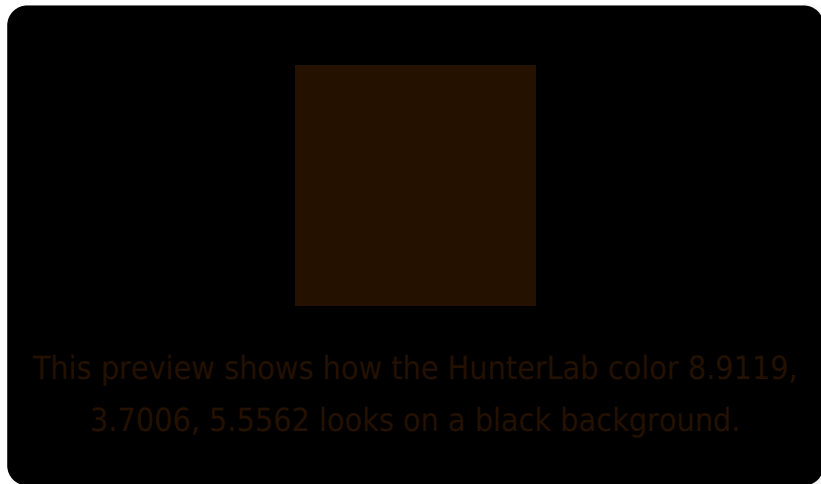 This preview shows how the HunterLab color 8.9119,
3.7006, 5.5562 looks on a black background.